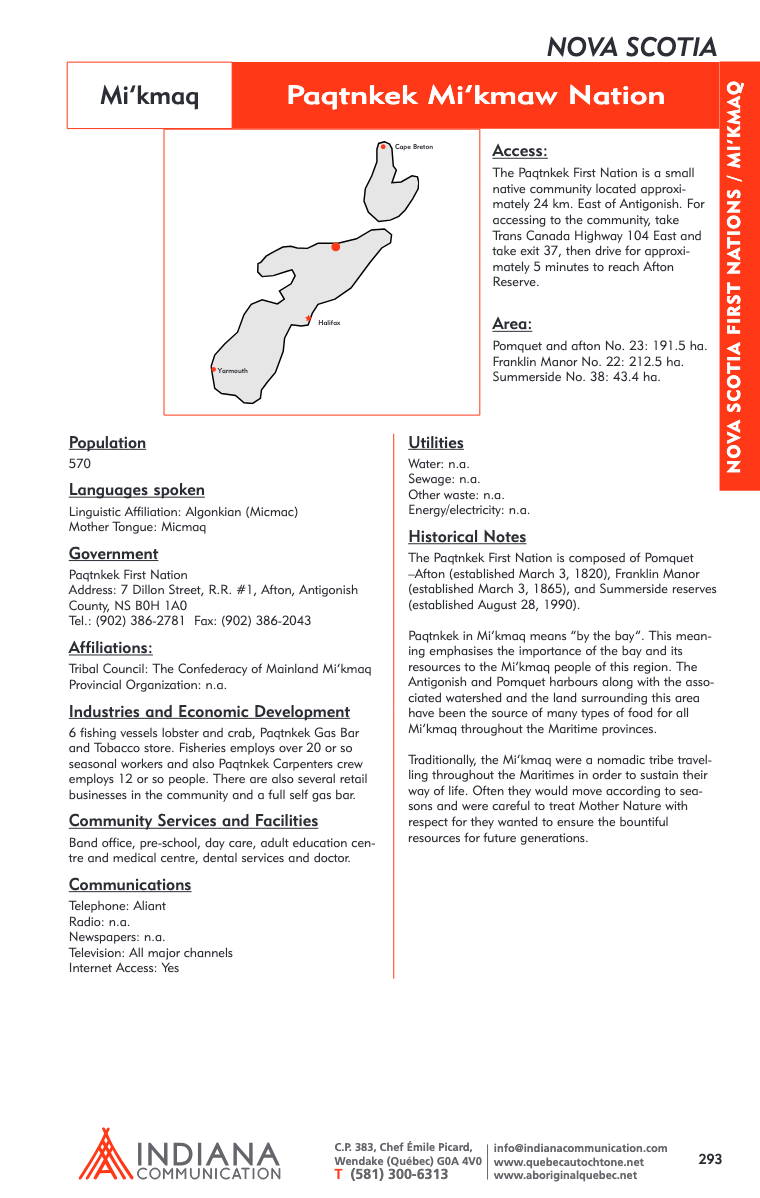 NOVA SCOTIA
Mi‘kmaq
Paqtnkek Mi‘kmaw Nation
NOVA SCOTIA FIRST NATIONS / MI‘KMAQ
Cape Breton
Halifax
Yarmouth
Access:
The Paqtnkek First Nation is a small
native community located approxi-
mately 24 km. East of Antigonish. For
accessing to the community, take
Trans Canada Highway 104 East and
take exit 37, then drive for approxi-
mately 5 minutes to reach Afton
Reserve.
Area:
Pomquet and afton No. 23: 191.5 ha.
Franklin Manor No. 22: 212.5 ha.
Summerside No. 38: 43.4 ha.
Population
570
Languages spoken
Linguistic Affiliation: Algonkian (Micmac)
Mother Tongue: Micmaq
Government
Paqtnkek First Nation
Address: 7 Dillon Street, R.R. #1, Afton, Antigonish
County, NS B0H 1A0
Tel.: (902) 386-2781  Fax: (902) 386-2043
Affiliations:
Tribal Council: The Confederacy of Mainland Mi‘kmaq
Provincial Organization: n.a.
Industries and Economic Development
6 fishing vessels lobster and crab, Paqtnkek Gas Bar
and Tobacco store. Fisheries employs over 20 or so
seasonal workers and also Paqtnkek Carpenters crew
employs 12 or so people. There are also several retail
businesses in the community and a full self gas bar.
Community Services and Facilities
Band office, pre-school, day care, adult education cen-
tre and medical centre, dental services and doctor.
Communications
Telephone: Aliant
Radio: n.a.
Newspapers: n.a.
Television: All major channels
Internet Access: Yes
Utilities
Water: n.a.
Sewage: n.a.
Other waste: n.a.
Energy/electricity: n.a.
Historical Notes
The Paqtnkek First Nation is composed of Pomquet
–Afton (established March 3, 1820), Franklin Manor
(established March 3, 1865), and Summerside reserves
(established August 28, 1990).
Paqtnkek in Mi‘kmaq means “by the bay”. This mean-
ing emphasises the importance of the bay and its
resources to the Mi‘kmaq people of this region. The
Antigonish and Pomquet harbours along with the asso-
ciated watershed and the land surrounding this area
have been the source of many types of food for all
Mi‘kmaq throughout the Maritime provinces.
Traditionally, the Mi‘kmaq were a nomadic tribe travel-
ling throughout the Maritimes in order to sustain their
way of life. Often they would move according to sea-
sons and were careful to treat Mother Nature with
respect for they wanted to ensure the bountiful
resources for future generations.
INDIANA
COMMUNICATION
C.P. 383, Chef Émile Picard,
Wendake (Québec) G0A 4V0
T (581) 300-6313
info@indianacommunication.com
www.quebecautochtone.net
www.aboriginalquebec.net
293